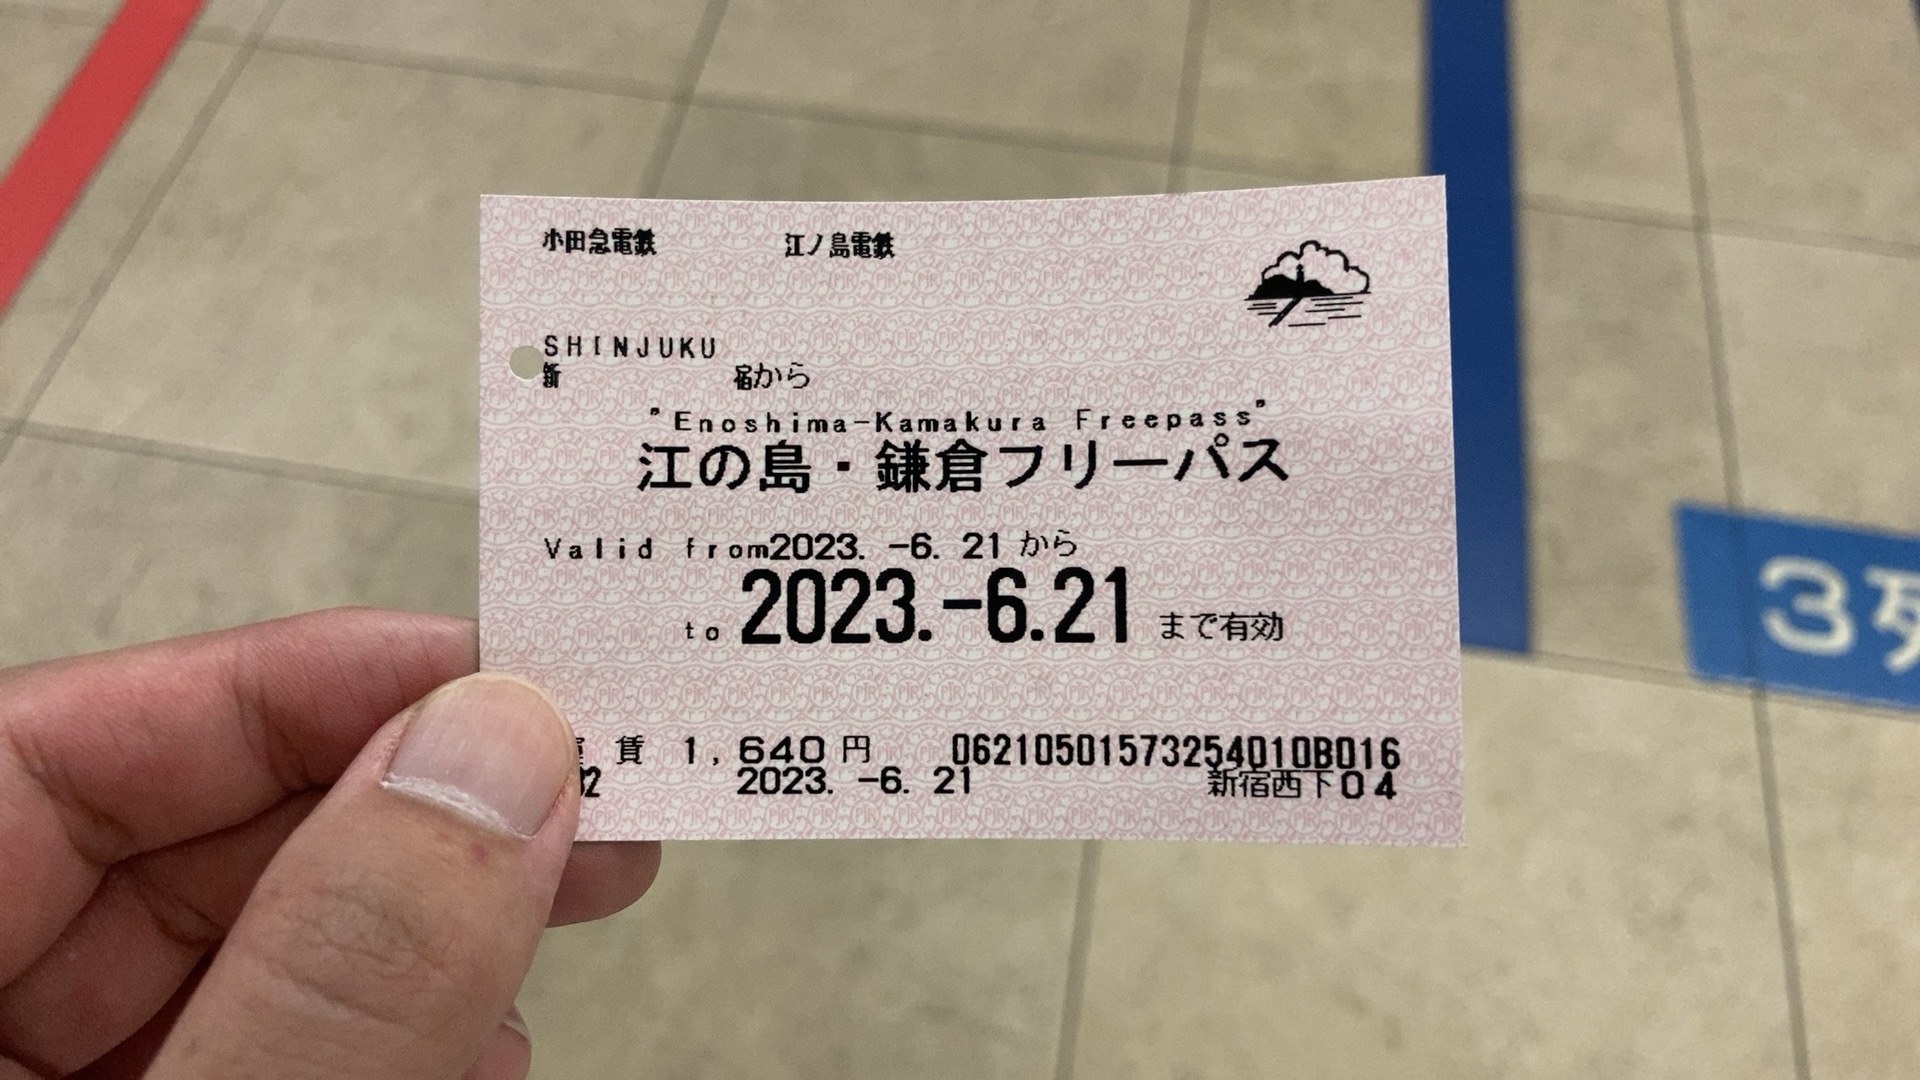 小田急電鉄 江ノ島電鉄
SHINJUKU
新 宿から
"Enoshima-Kamakura Freepass"
江の島・鎌倉フリーパス
Valid from2023. -6. 21 から
to 2023.-6.21 まで有効
賃 1,640円 06210501573254010B016
2023. -6. 21 新宿西下04
3列